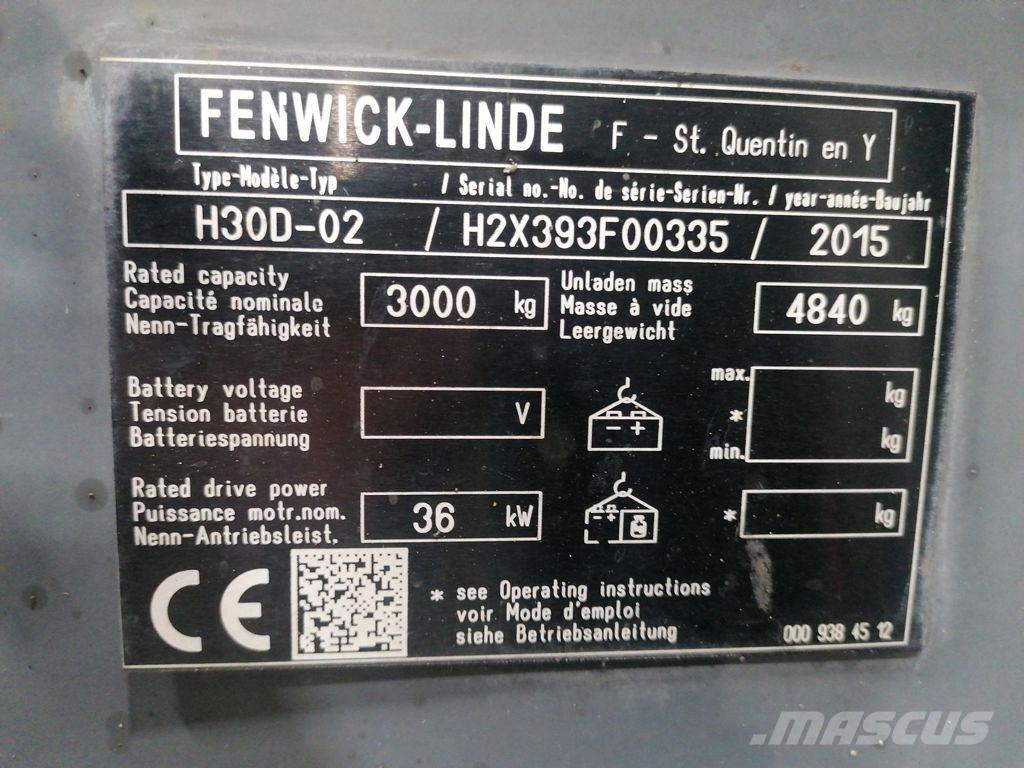 FENWICK-LINDE F - St. Quentin en Y
Type-Modèle-Typ / Serial no.-No. de série-Serien-Nr. / year-année-Baujahr
H30D-02 / H2X393F00335 / 2015
Rated capacity
Capacité nominale
Nenn-Tragfähigkeit
3000 kg
Unladen mass
Masse à vide
Leergewicht
4840 kg
Battery voltage
Tension batterie
Batteriespannung
V
- +
max.
*
min.
kg
kg
Rated drive power
Puissance motr.nom.
Nenn-Antriebsleist.
36 kW
- +
* kg
CE
* see Operating instructions
voir Mode d'emploi
siehe Betriebsanleitung
000 938 45 12
.MASCUS